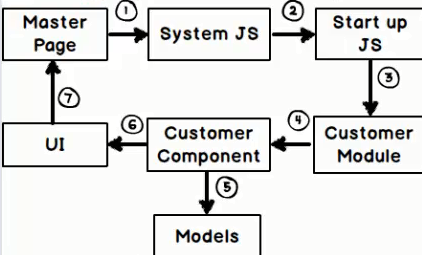 Master
Page
①
System JS
②
Start up
JS
③
Customer
Module
④
Customer
Component
⑤
Models
⑥
UI
⑦